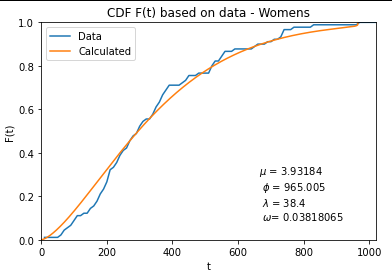 CDF F(t) based on data - Womens
1.0
Data
Calculated
0.8
0.6
F(t)
0.4
μ = 3.93184
ϕ = 965.005
0.2
λ = 38.4
ω= 0.03818065
0.0
0 200 400 600 800 1000
t